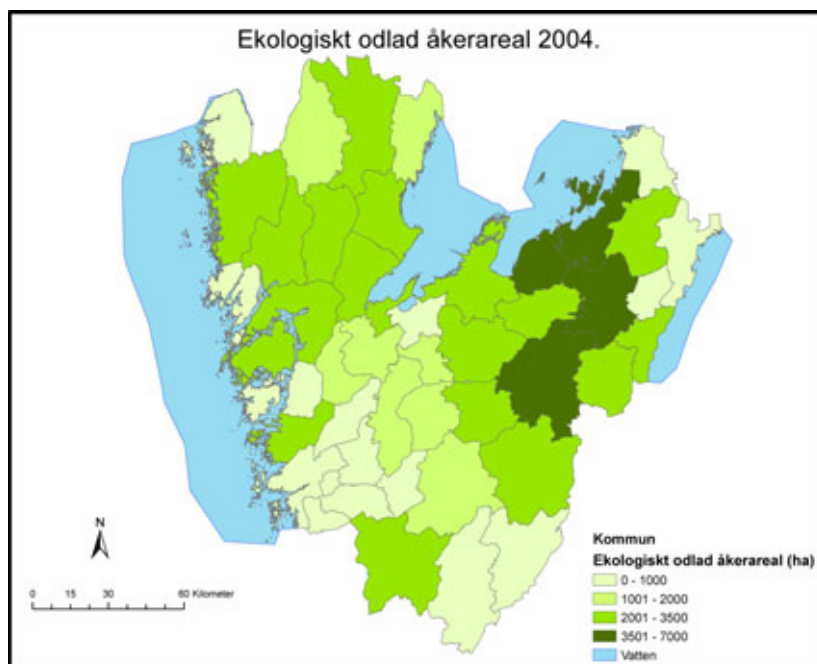 Ekologiskt odlad åkerareal 2004.
N
0 30 60 Kilometer
Kommun
Ekologiskt odlad åkerareal (ha)
0 - 1000
1001 - 2000
2001 - 3500
3501 - 7000
Vatten